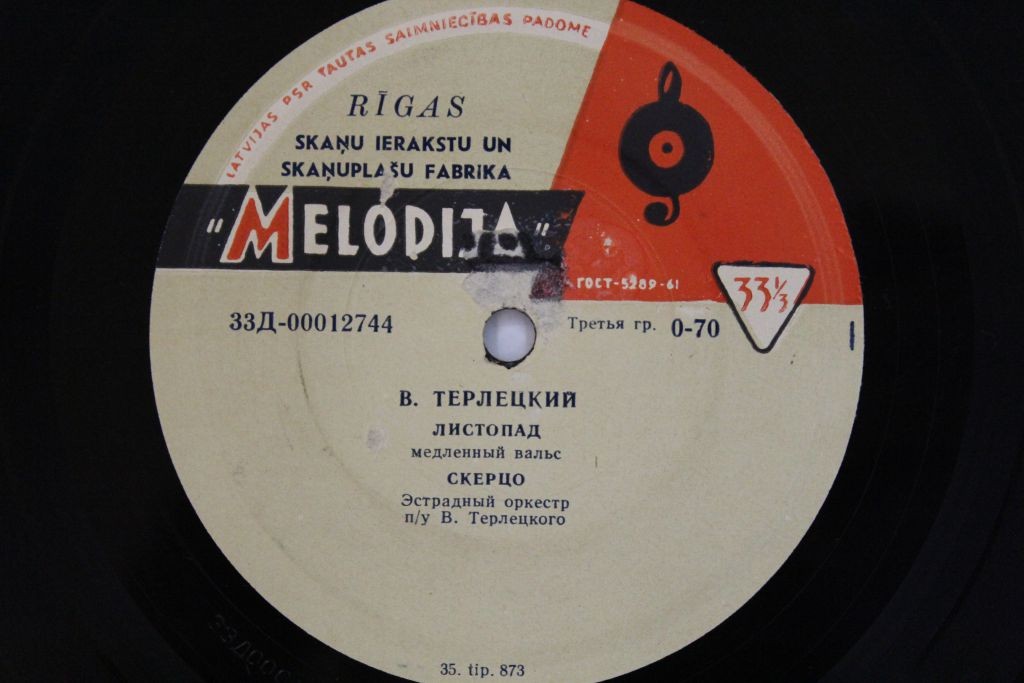 LATVIJAS PSR TAUTAS SAIMNIECĪBAS PADOME
RĪGAS
SKAŅU IERAKSTU UN
SKAŅUPLAŠU FABRIKA
"MELODIJA"
ГОСТ-5289-61
33⅓
33Д-00012744
Третья гр. 0-70
1
В. ТЕРЛЕЦКИЙ
ЛИСТОПАД
медленный вальс
СКЕРЦО
Эстрадный оркестр
п/у В. Терлецкого
35. tip. 873